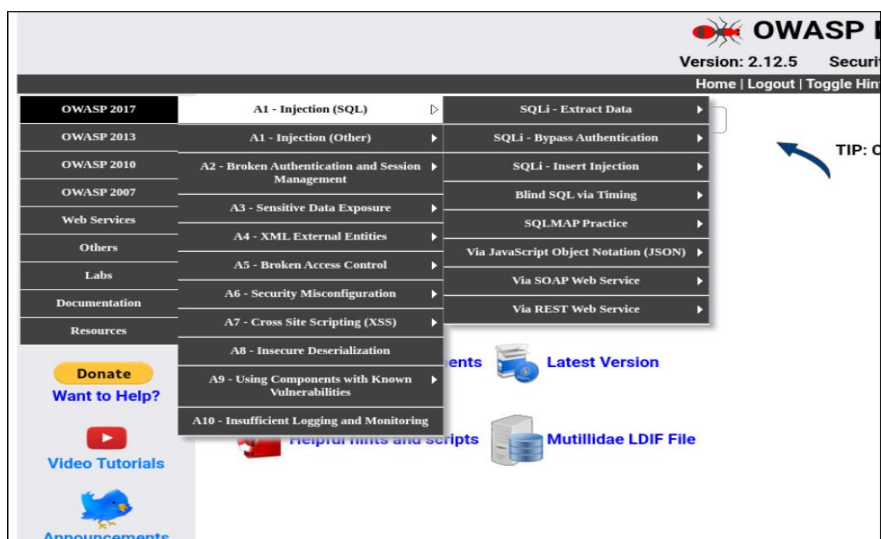 OWASP
Version: 2.12.5
Home | Logout | Toggle
OWASP 2017
OWASP 2013
OWASP 2010
OWASP 2007
Web Services
Others
Labs
Documentation
Resources
A1 - Injection (SQL)
A1 - Injection (Other)
A2 - Broken Authentication and Session
Management
A3 - Sensitive Data Exposure
A4 - XML External Entities
A5 - Broken Access Control
A6 - Security Misconfiguration
A7 - Cross Site Scripting (XSS)
A8 - Insecure Deserialization
A9 - Using Components with Known
Vulnerabilities
A10 - Insufficient Logging and Monitoring
SQLi - Extract Data
SQLi - Bypass Authentication
SQLi - Insert Injection
Blind SQL via Timing
SQLMAP Practice
Via JavaScript Object Notation (JSON)
Via SOAP Web Service
Via REST Web Service
TIP:
Donate
Want to Help?
Video Tutorials
Announcements
Latest Version
Helpful hints and scripts
Mutillidae LDIF File